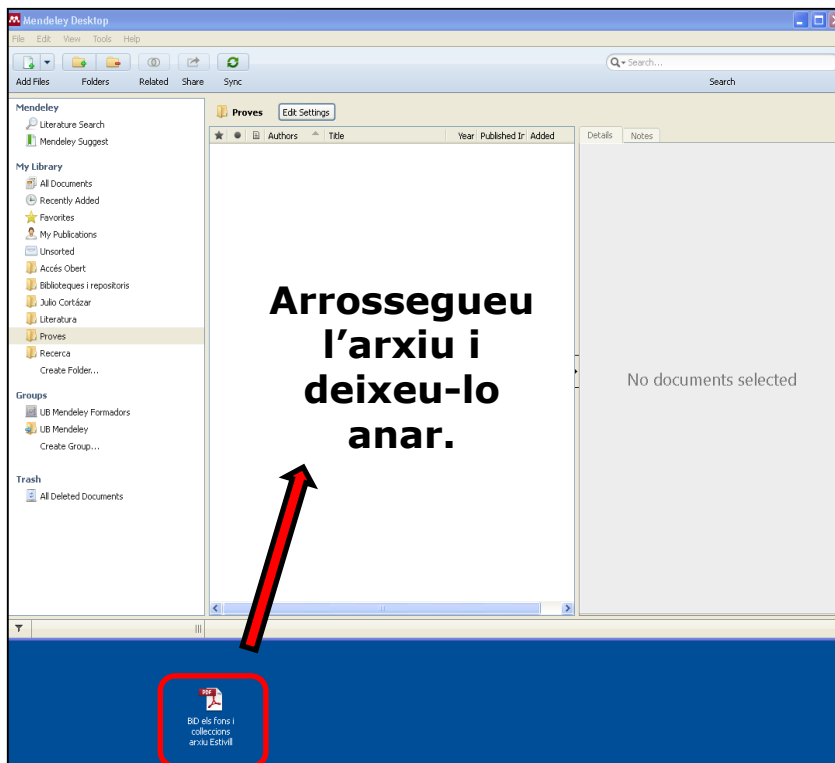 Mendeley Desktop
File Edit View Tools Help
Add Files Folders Related Share Sync
Search...
Search
Mendeley
Literature Search
Mendeley Suggest
My Library
All Documents
Recently Added
Favorites
My Publications
Unsorted
Accés Obert
Biblioteques i repositoris
Julio Cortázar
Literatura
Proves
Recerca
Create Folder...
Groups
UB Mendeley Formadors
UB Mendeley
Create Group...
Trash
All Deleted Documents
Proves Edit Settings
Authors Title Year Published Ir Added
Arrossegueu
l’arxiu i
deixeu-lo
anar.
Details Notes
No documents selected
PDF
BiD els fons i
colleccions
arxiu Estivill